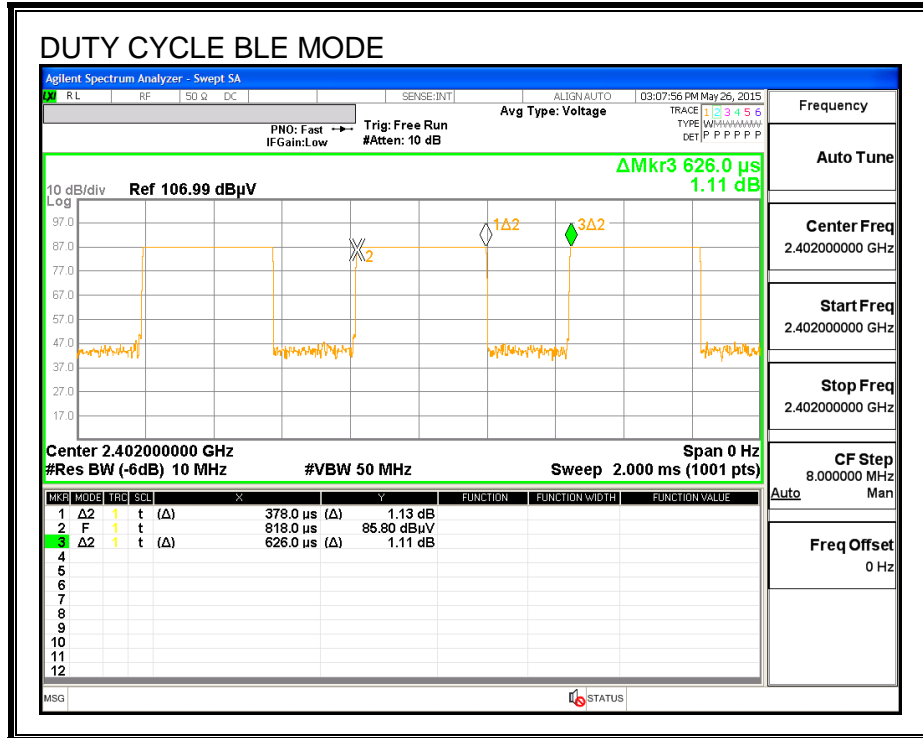 DUTY CYCLE BLE MODE
Agilent Spectrum Analyzer - Swept SA
LXI RL RF 50 Ω DC SENSE:INT ALIGN AUTO 03:07:56 PM May 26, 2015
PNO: Fast IFGain:Low
Trig: Free Run
#Atten: 10 dB
Avg Type: Voltage
TRACE 1 2 3 4 5 6
TYPE WMWWWWW
DET P P P P P P
ΔMkr3 626.0 µs
1.11 dB
10 dB/div Ref 106.99 dBµV
Log
97.0
87.0
77.0
67.0
57.0
47.0
37.0
27.0
17.0
2
1Δ2
3Δ2
Center 2.402000000 GHz Span 0 Hz
#Res BW (-6dB) 10 MHz #VBW 50 MHz Sweep 2.000 ms (1001 pts)
MKR MODE TRC SCL X Y FUNCTION FUNCTION WIDTH FUNCTION VALUE
1 Δ2 1 t (Δ) 378.0 µs (Δ) 1.13 dB
2 F 1 t 818.0 µs 85.80 dBµV
3 Δ2 1 t (Δ) 626.0 µs (Δ) 1.11 dB
4
5
6
7
8
9
10
11
12
MSG STATUS
Frequency
Auto Tune
Center Freq
2.402000000 GHz
Start Freq
2.402000000 GHz
Stop Freq
2.402000000 GHz
CF Step
8.000000 MHz
Auto Man
Freq Offset
0 Hz